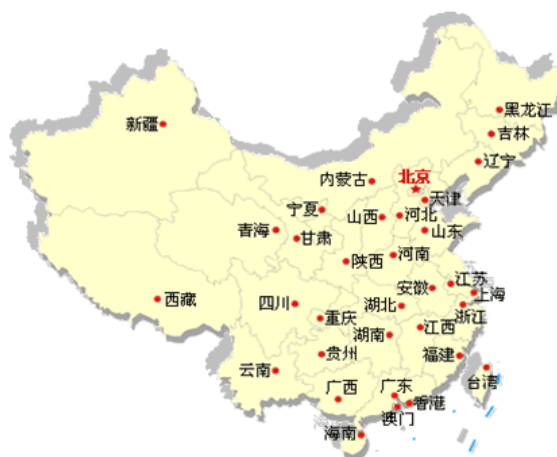 黑龙江
新疆
吉林
辽宁
内蒙古
北京
天津
宁夏
山西
河北
青海
甘肃
山东
陕西
河南
江苏
安徽
上海
西藏
四川
湖北
浙江
重庆
湖南
江西
贵州
福建
云南
台湾
广西
广东
香港
澳门
海南